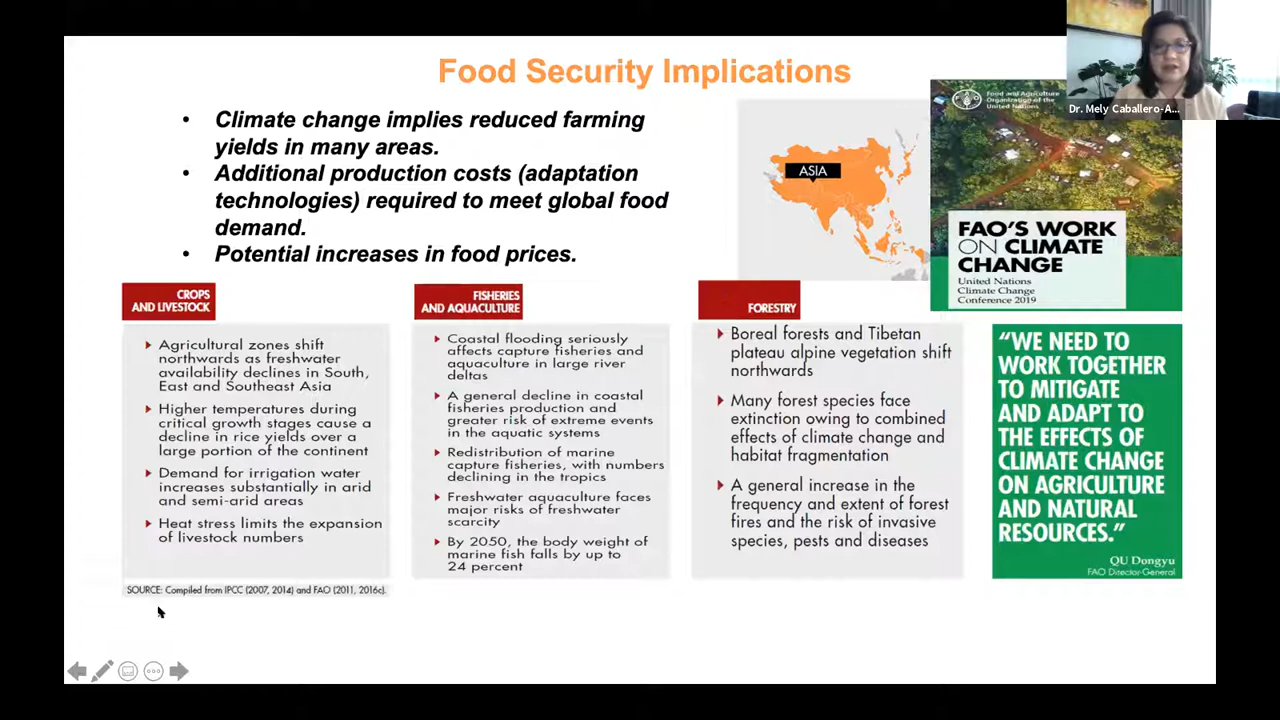 Food Security Implications
• Climate change implies reduced farming
yields in many areas.
• Additional production costs (adaptation
technologies) required to meet global food
demand.
• Potential increases in food prices.
ASIA
Food and Agriculture
Organization of the
United Nations
FAO'S WORK
ON CLIMATE
CHANGE
United Nations
Climate Change
Conference 2019
Dr. Mely Caballero-A...
CROPS
AND LIVESTOCK
Agricultural zones shift
northwards as freshwater
availability declines in South,
East and Southeast Asia
Higher temperatures during
critical growth stages cause a
decline in rice yields over a
large portion of the continent
Demand for irrigation water
increases substantially in arid
and semi-arid areas
Heat stress limits the expansion
of livestock numbers
SOURCE: Compiled from IPCC (2007, 2014) and FAO (2011, 2016c).
FISHERIES
AND AQUACULTURE
Coastal flooding seriously
affects capture fisheries and
aquaculture in large river
deltas
A general decline in coastal
fisheries production and
greater risk of extreme events
in the aquatic systems
Redistribution of marine
capture fisheries, with numbers
declining in the tropics
Freshwater aquaculture faces
major risks of freshwater
scarcity
By 2050, the body weight of
marine fish falls by up to
24 percent
FORESTRY
Boreal forests and Tibetan
plateau alpine vegetation shift
northwards
Many forest species face
extinction owing to combined
effects of climate change and
habitat fragmentation
A general increase in the
frequency and extent of forest
fires and the risk of invasive
species, pests and diseases
“WE NEED TO
WORK TOGETHER
TO MITIGATE
AND ADAPT TO
THE EFFECTS OF
CLIMATE CHANGE
ON AGRICULTURE
AND NATURAL
RESOURCES.”
QU Dongyu
FAO Director-General